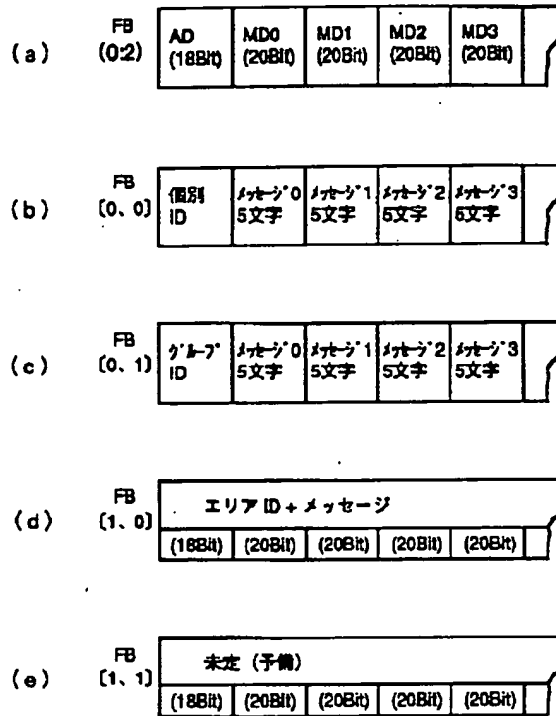 (a) FB (0:2) AD (18Bit) MD0 (20Bit) MD1 (20Bit) MD2 (20Bit) MD3 (20Bit)
(b) FB [0、0] 個別 ID メッセージ0 5文字 メッセージ1 5文字 メッセージ2 5文字 メッセージ3 5文字
(c) FB [0、1] グループ ID メッセージ0 5文字 メッセージ1 5文字 メッセージ2 5文字 メッセージ3 5文字
(d) FB [1、0] エリア ID + メッセージ
(18Bit) (20Bit) (20Bit) (20Bit) (20Bit)
(e) FB [1、1] 未定 (予備)
(18Bit) (20Bit) (20Bit) (20Bit) (20Bit)